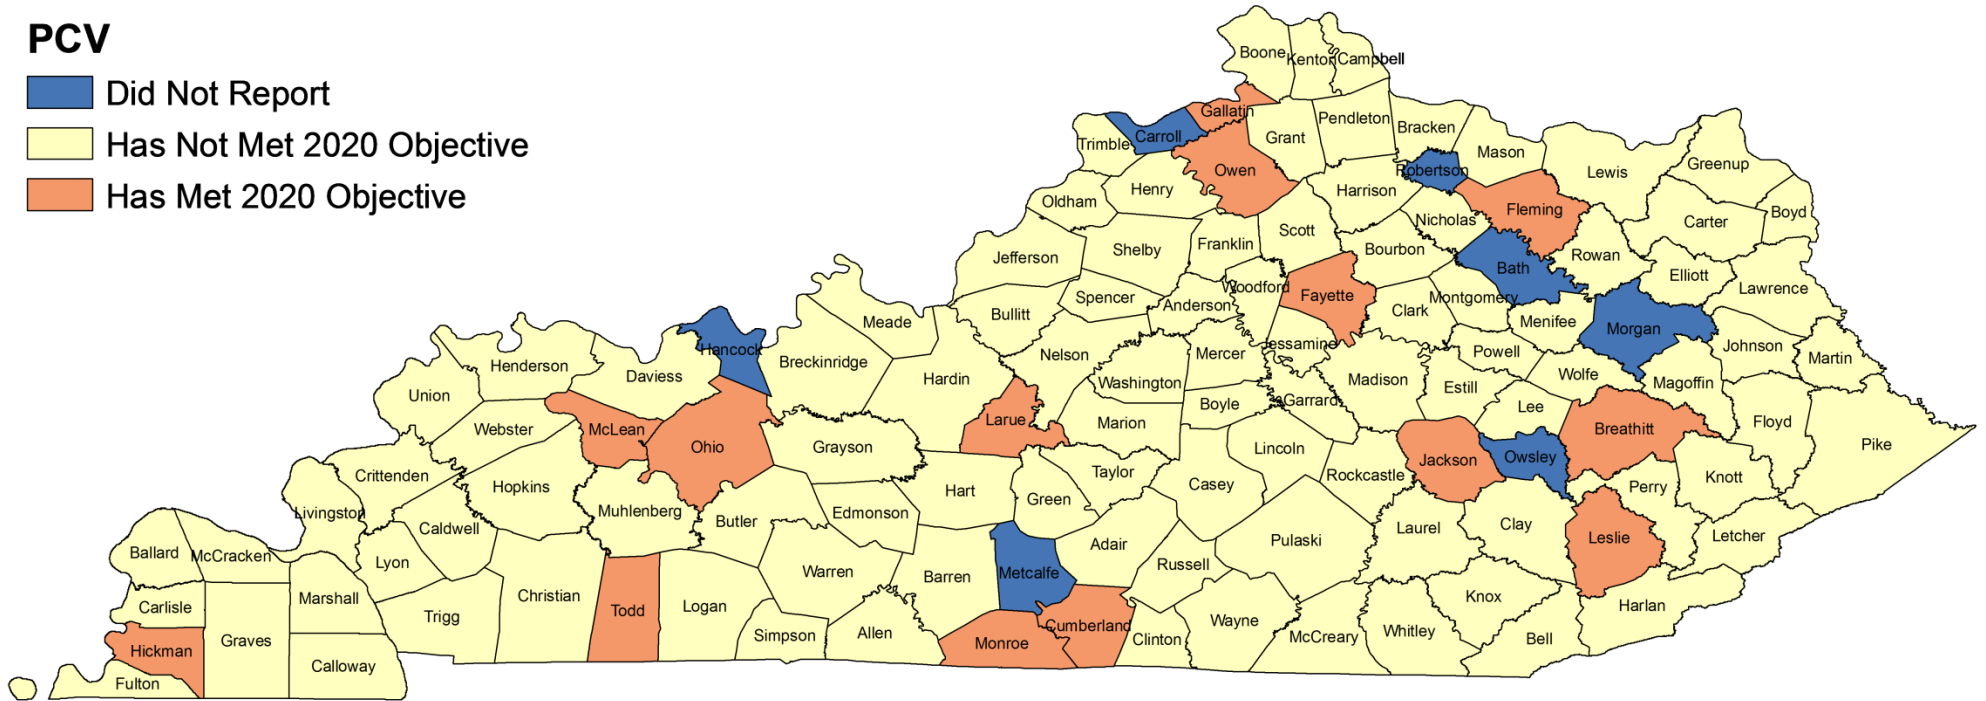 PCV
Did Not Report
Has Not Met 2020 Objective
Has Met 2020 Objective
Boone
Kenton
Campbell
Gallatin
Carroll
Trimble
Owen
Grant
Pendleton
Bracken
Robertson
Mason
Lewis
Greenup
Boyd
Carter
Fleming
Nicholas
Harrison
Henry
Oldham
Jefferson
Shelby
Franklin
Scott
Bourbon
Bath
Rowan
Elliott
Lawrence
Woodford
Fayette
Spencer
Anderson
Bullitt
Clark
Montgomery
Menifee
Morgan
Johnson
Martin
Meade
Hancock
Breckinridge
Hardin
Nelson
Mercer
Jessamine
Powell
Wolfe
Magoffin
Henderson
Daviess
Union
Washington
Madison
Estill
Boyle
Garrard
Lee
Floyd
Pike
Webster
McLean
Ohio
Grayson
Larue
Marion
Lincoln
Rockcastle
Jackson
Owsley
Breathitt
Knott
Perry
Crittenden
Hopkins
Muhlenberg
Butler
Edmonson
Hart
Green
Taylor
Casey
Laurel
Clay
Leslie
Letcher
Livingston
Caldwell
Lyon
Ballard
McCracken
Warren
Barren
Metcalfe
Adair
Russell
Pulaski
Carlisle
Marshall
Trigg
Christian
Todd
Logan
Simpson
Allen
Monroe
Cumberland
Clinton
Wayne
McCreary
Whitley
Knox
Bell
Harlan
Hickman
Graves
Calloway
Fulton